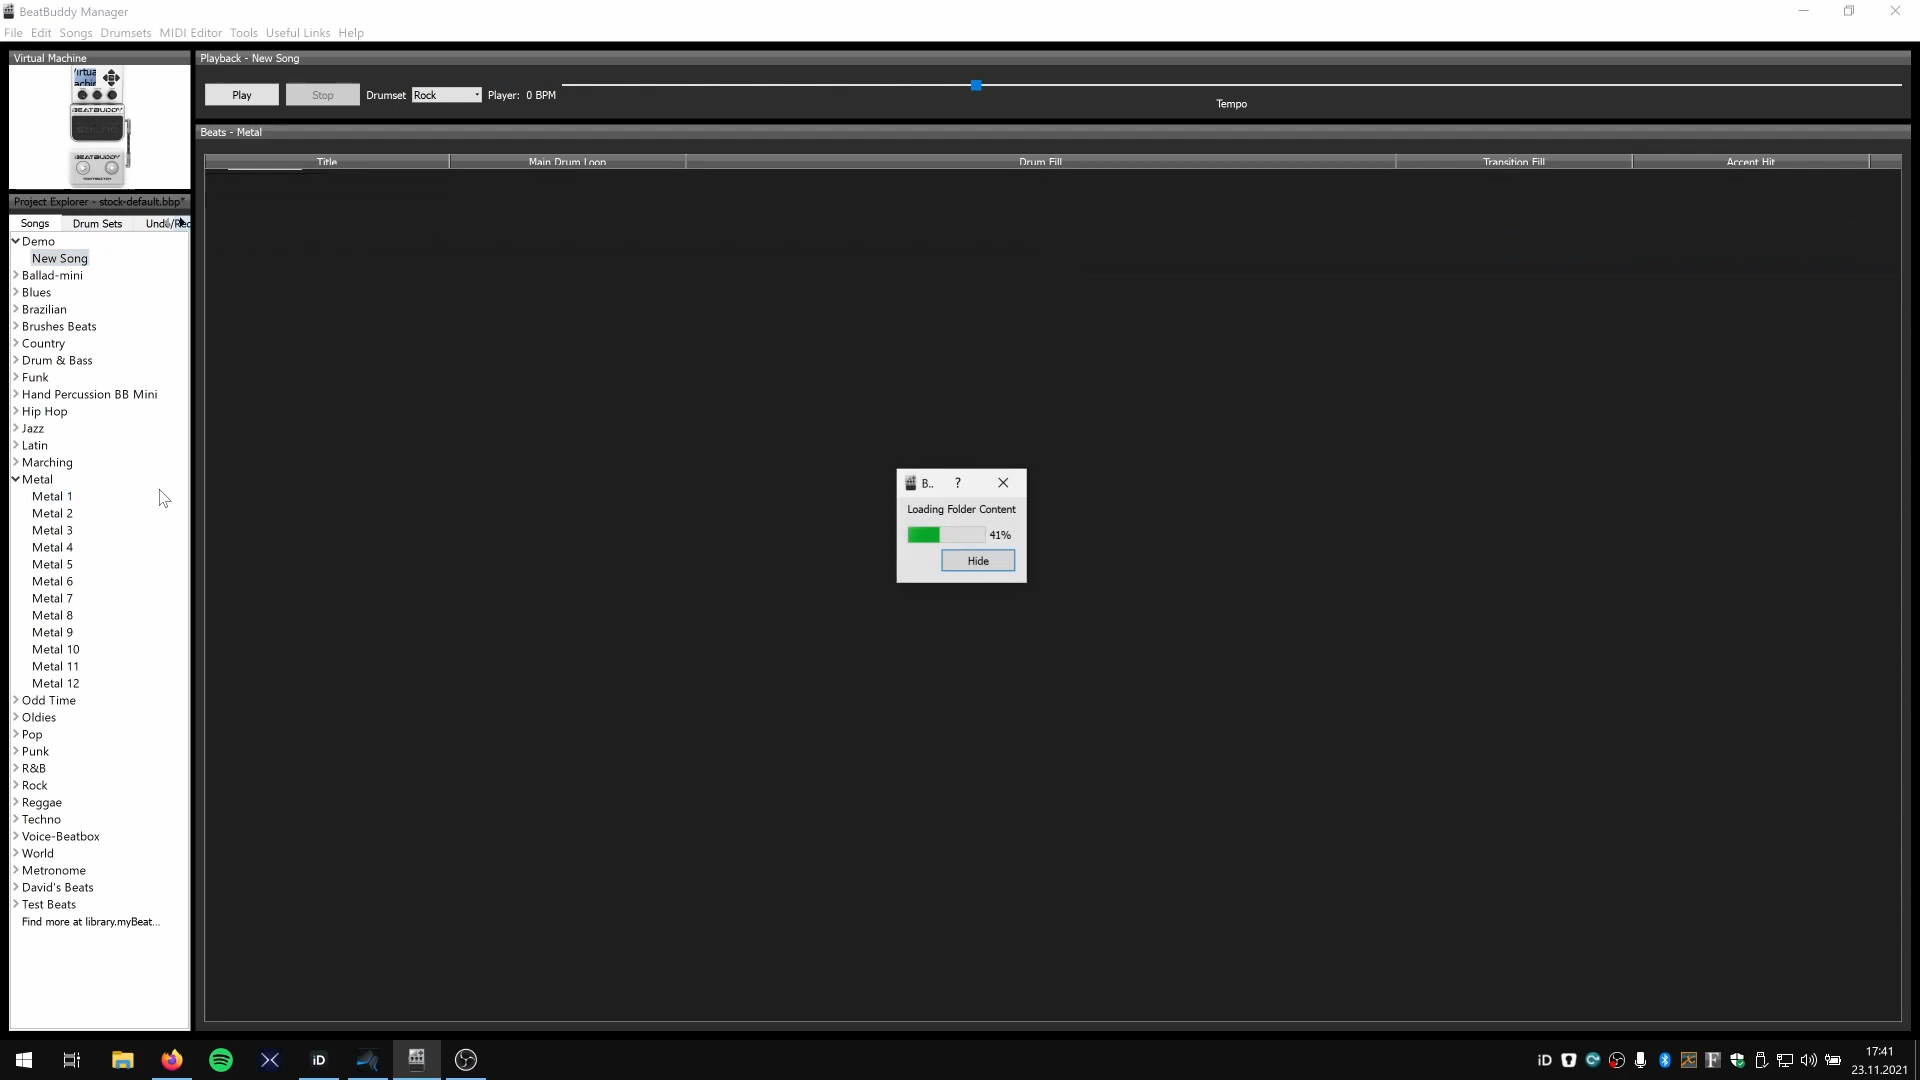 BeatBuddy Manager
File Edit Songs Drumsets MIDI Editor Tools Useful Links Help
Virtual Machine
BEATBUDDY
BEATBUDDY
Playback - New Song
Play Stop Drumset Rock Player: 0 BPM
Tempo
Beats - Metal
Title Main Drum Loop Drum Fill Transition Fill Accent Hit
Project Explorer - stock-default.bbp*
Songs Drum Sets
Demo
New Song
Ballad-mini
Blues
Brazilian
Brushes Beats
Country
Drum & Bass
Funk
Hand Percussion BB Mini
Hip Hop
Jazz
Latin
Marching
Metal
Metal 1
Metal 2
Metal 3
Metal 4
Metal 5
Metal 6
Metal 7
Metal 8
Metal 9
Metal 10
Metal 11
Metal 12
Odd Time
Oldies
Pop
Punk
R&B
Rock
Reggae
Techno
Voice-Beatbox
World
Metronome
David's Beats
Test Beats
Find more at library.myBeat...
B.. ?
Loading Folder Content
41%
Hide
iD
iD
F
17:41
23.11.2021